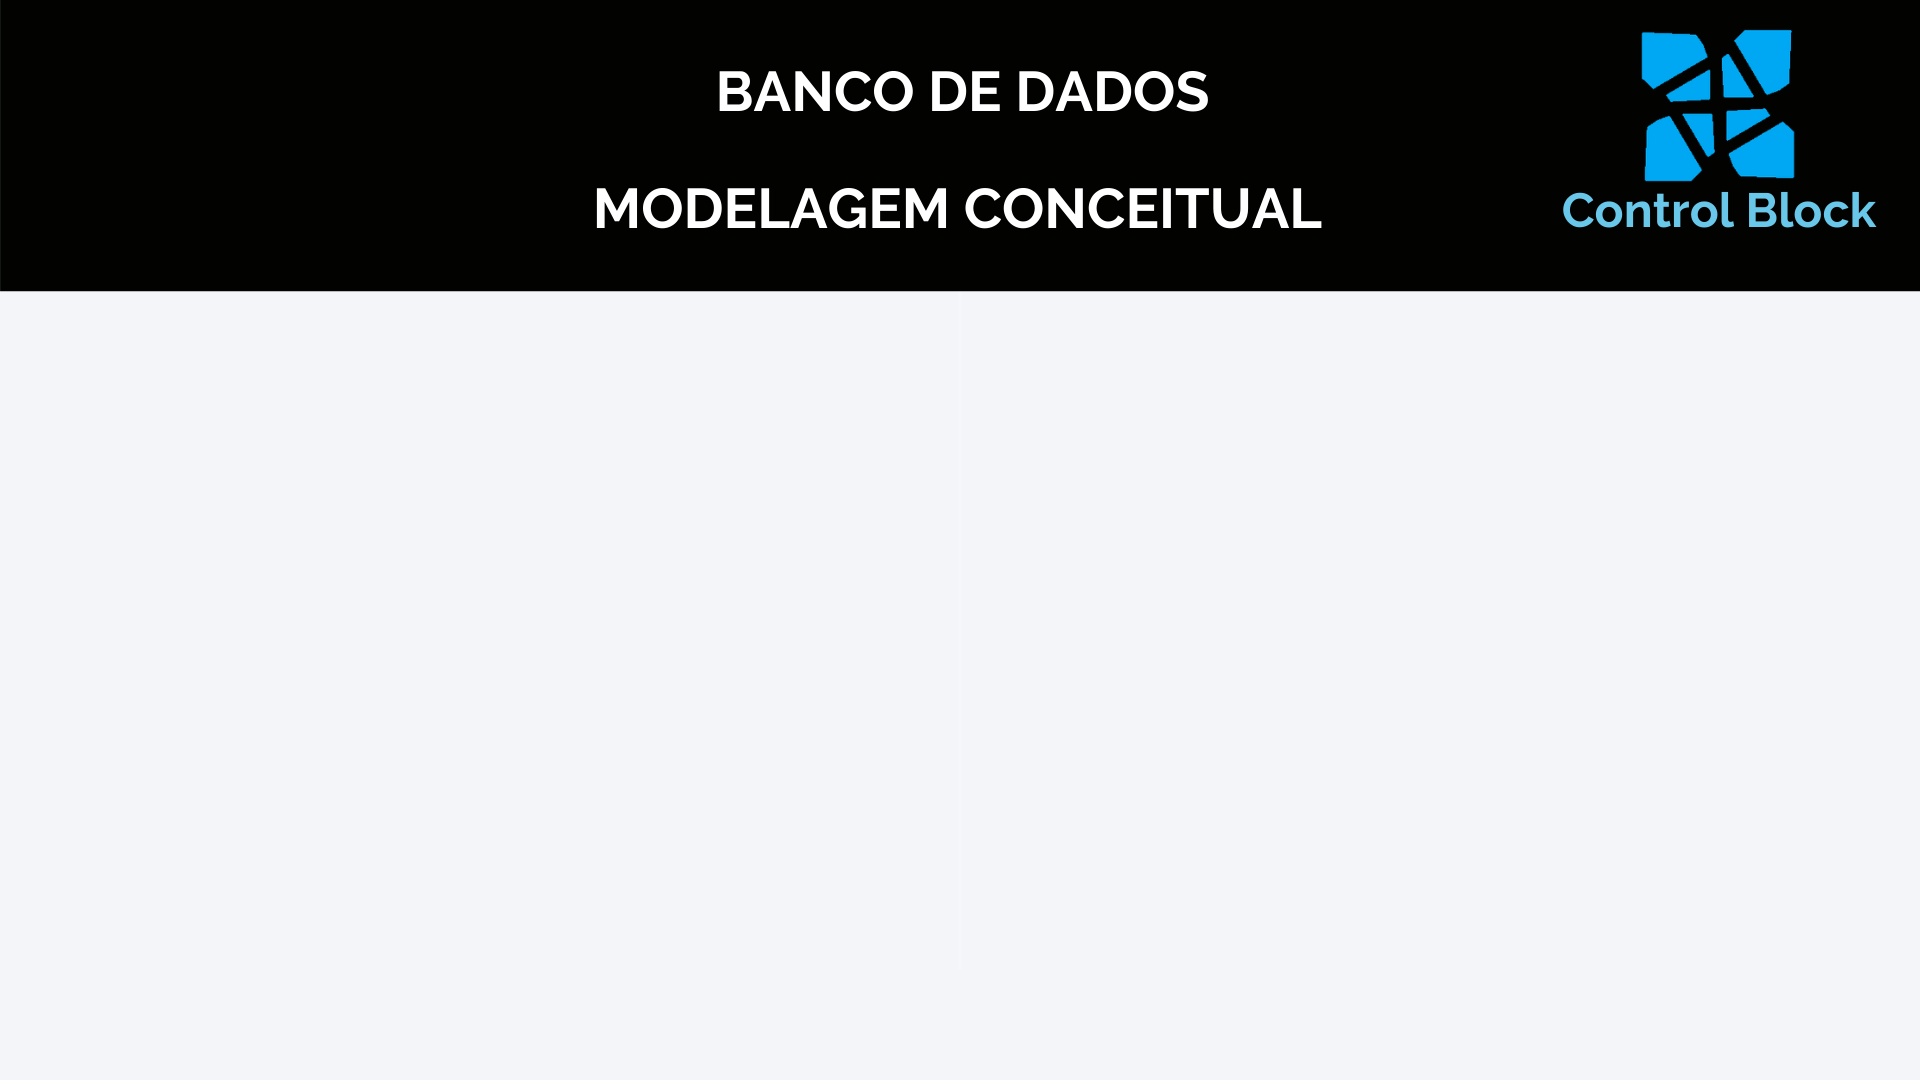 BANCO DE DADOS
MODELAGEM CONCEITUAL
Control Block